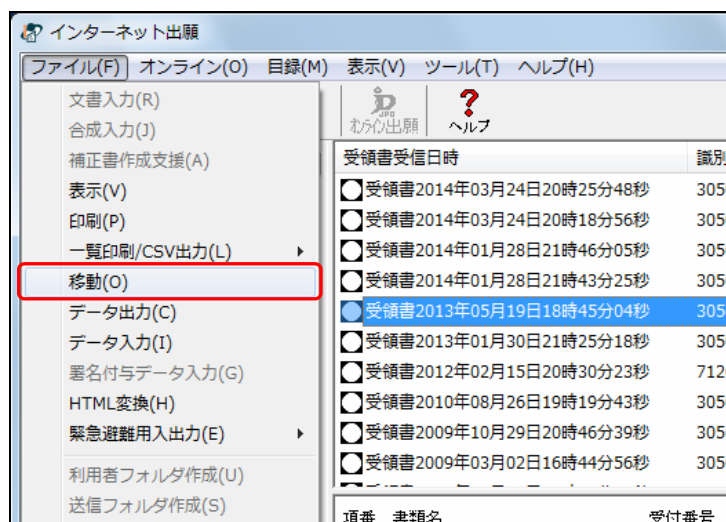 インターネット出願
ファイル(F) オンライン(O) 目録(M) 表示(V) ツール(T) ヘルプ(H)
文書入力(R)
合成入力(J)
補正書作成支援(A)
表示(V)
印刷(P)
一覧印刷/CSV出力(L)
移動(O)
データ出力(C)
データ入力(I)
署名付与データ入力(G)
HTML変換(H)
緊急避難用入出力(E)
利用者フォルダ作成(U)
送信フォルダ作成(S)
JPO
オンライン出願 ヘルプ
受領書受信日時 識別
受領書2014年03月24日20時25分48秒 305
受領書2014年03月24日20時18分56秒 305
受領書2014年01月28日21時46分05秒 305
受領書2014年01月28日21時43分25秒 305
受領書2013年05月19日18時45分04秒 305
受領書2013年01月30日21時25分18秒 305
受領書2012年02月15日20時30分23秒 712
受領書2010年08月26日19時19分43秒 305
受領書2009年10月29日20時46分39秒 305
受領書2009年03月02日16時44分56秒 305
項番 書類名 受付番号